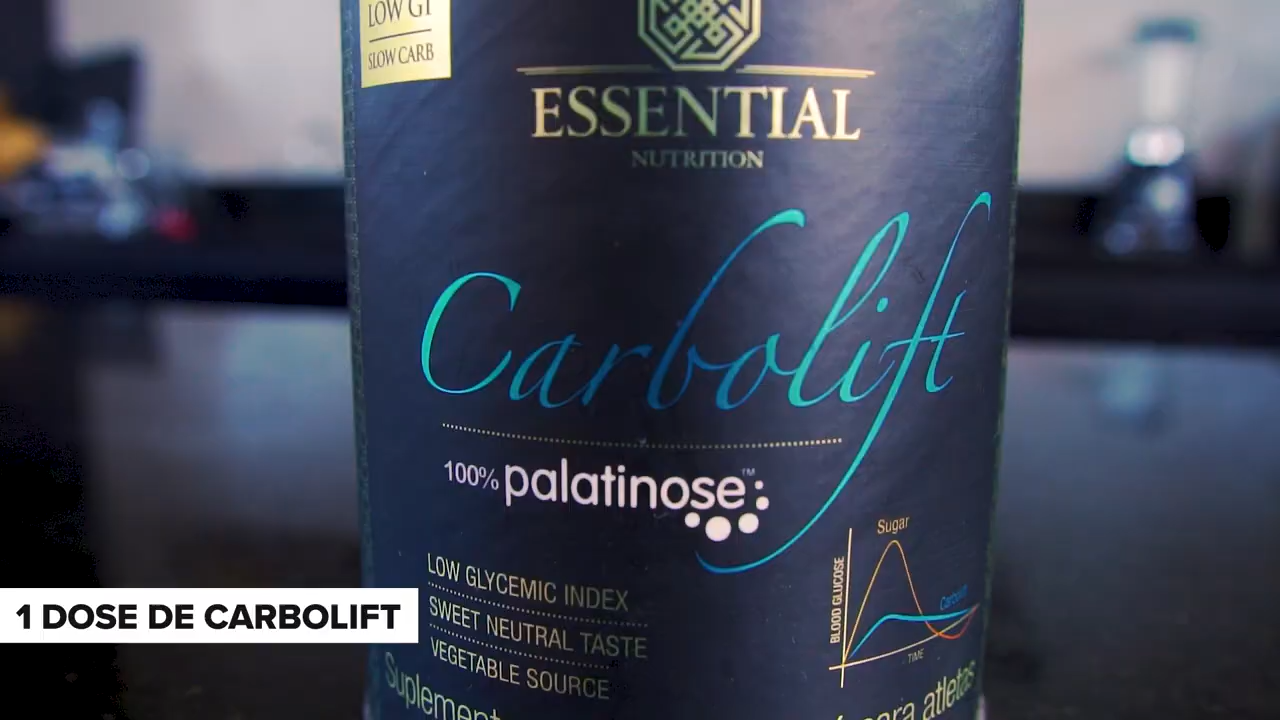 LOW GI
SLOW CARB
ESSENTIAL
NUTRITION
Carbolift
100% palatinose™
LOW GLYCEMIC INDEX
SWEET NEUTRAL TASTE
VEGETABLE SOURCE
Sugar
BLOOD GLUCOSE
Carbolift
TIME
para atletas
1 DOSE DE CARBOLIFT